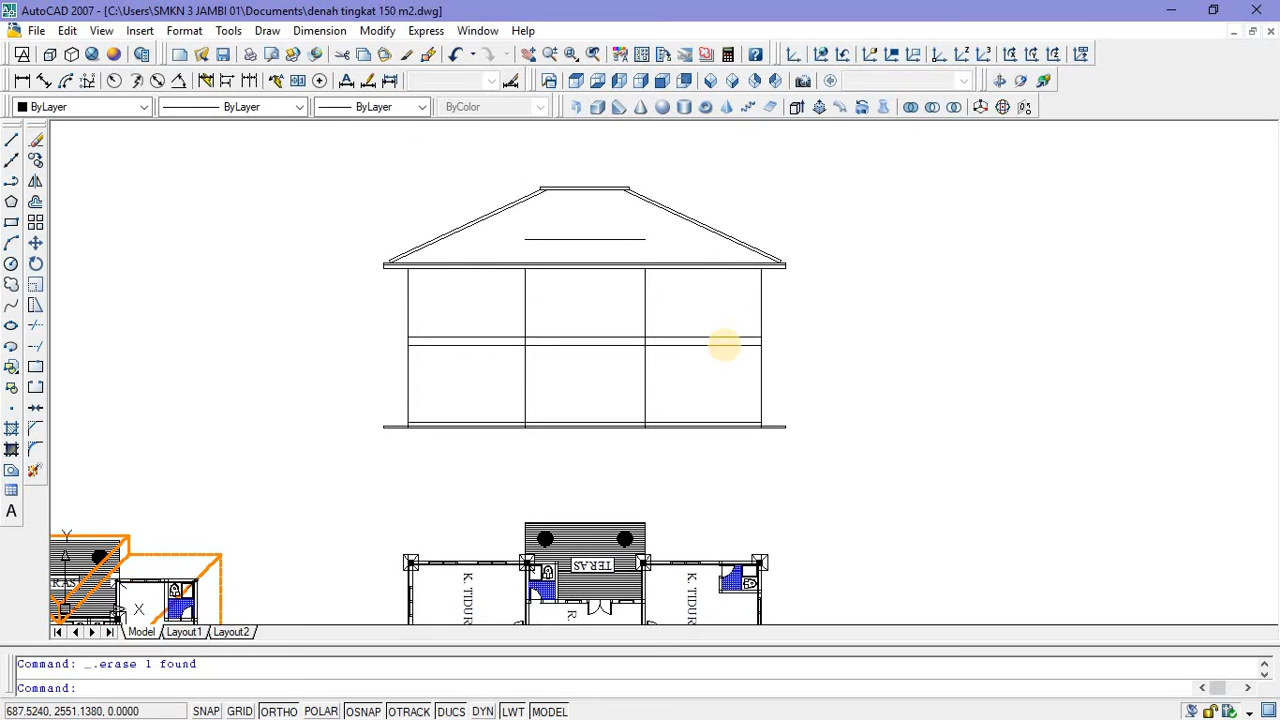 AutoCAD 2007 - [C:\Users\SMKN 3 JAMBI 01\Documents\denah tingkat 150 m2.dwg]
File Edit View Insert Format Tools Draw Dimension Modify Express Window Help
ByLayer ByLayer ByLayer ByColor
TERAS
K. TIDUR
R.
K. TIDUR
RAS
Y
X
Model Layout1 Layout2
Command: _.erase 1 found
Command:
687.5240, 2551.1380, 0.0000 SNAP GRID ORTHO POLAR OSNAP OTRACK DUCS DYN LWT MODEL
A